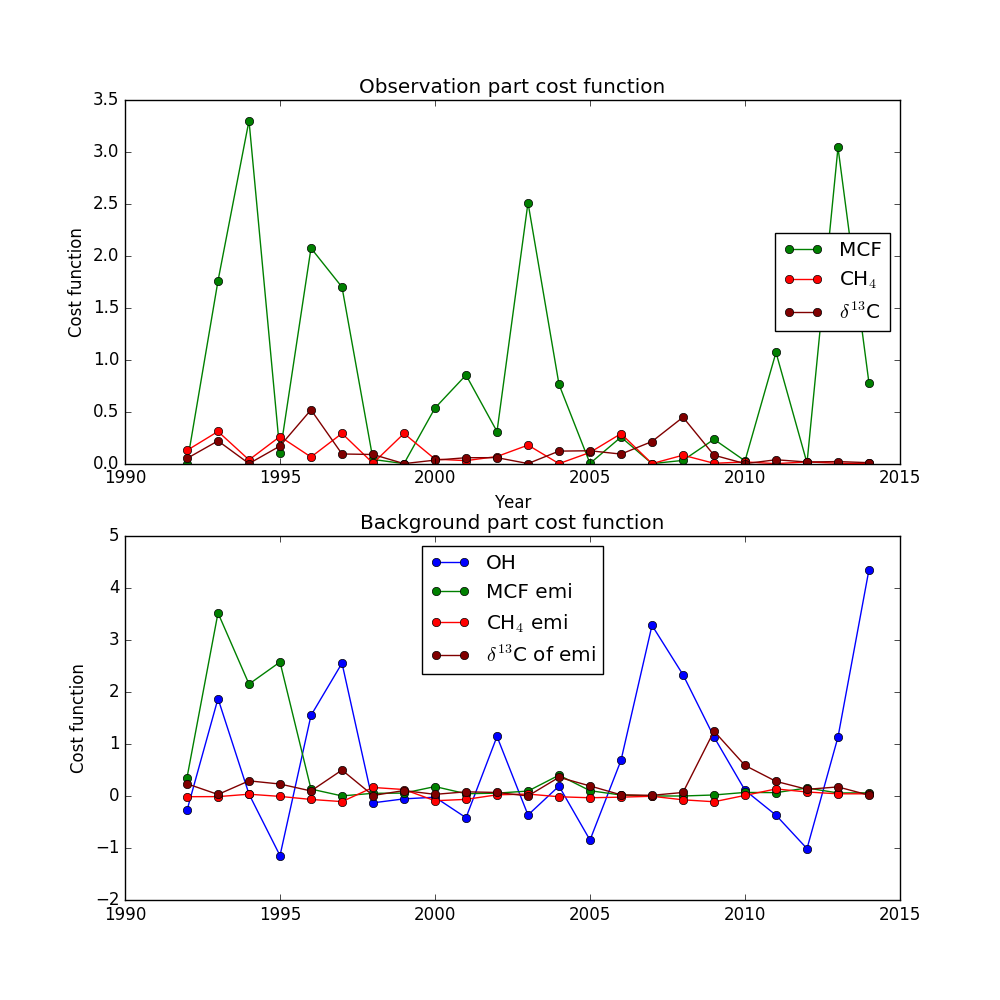 Observation part cost function
3.5
3.0
2.5
2.0
1.5
1.0
0.5
0.0
Cost function
MCF
CH₄
δ¹³C
1990 1995 2000 2005 2010 2015
Year
Background part cost function
5
4
3
2
1
0
−1
−2
Cost function
OH
MCF emi
CH₄ emi
δ¹³C of emi
1990 1995 2000 2005 2010 2015